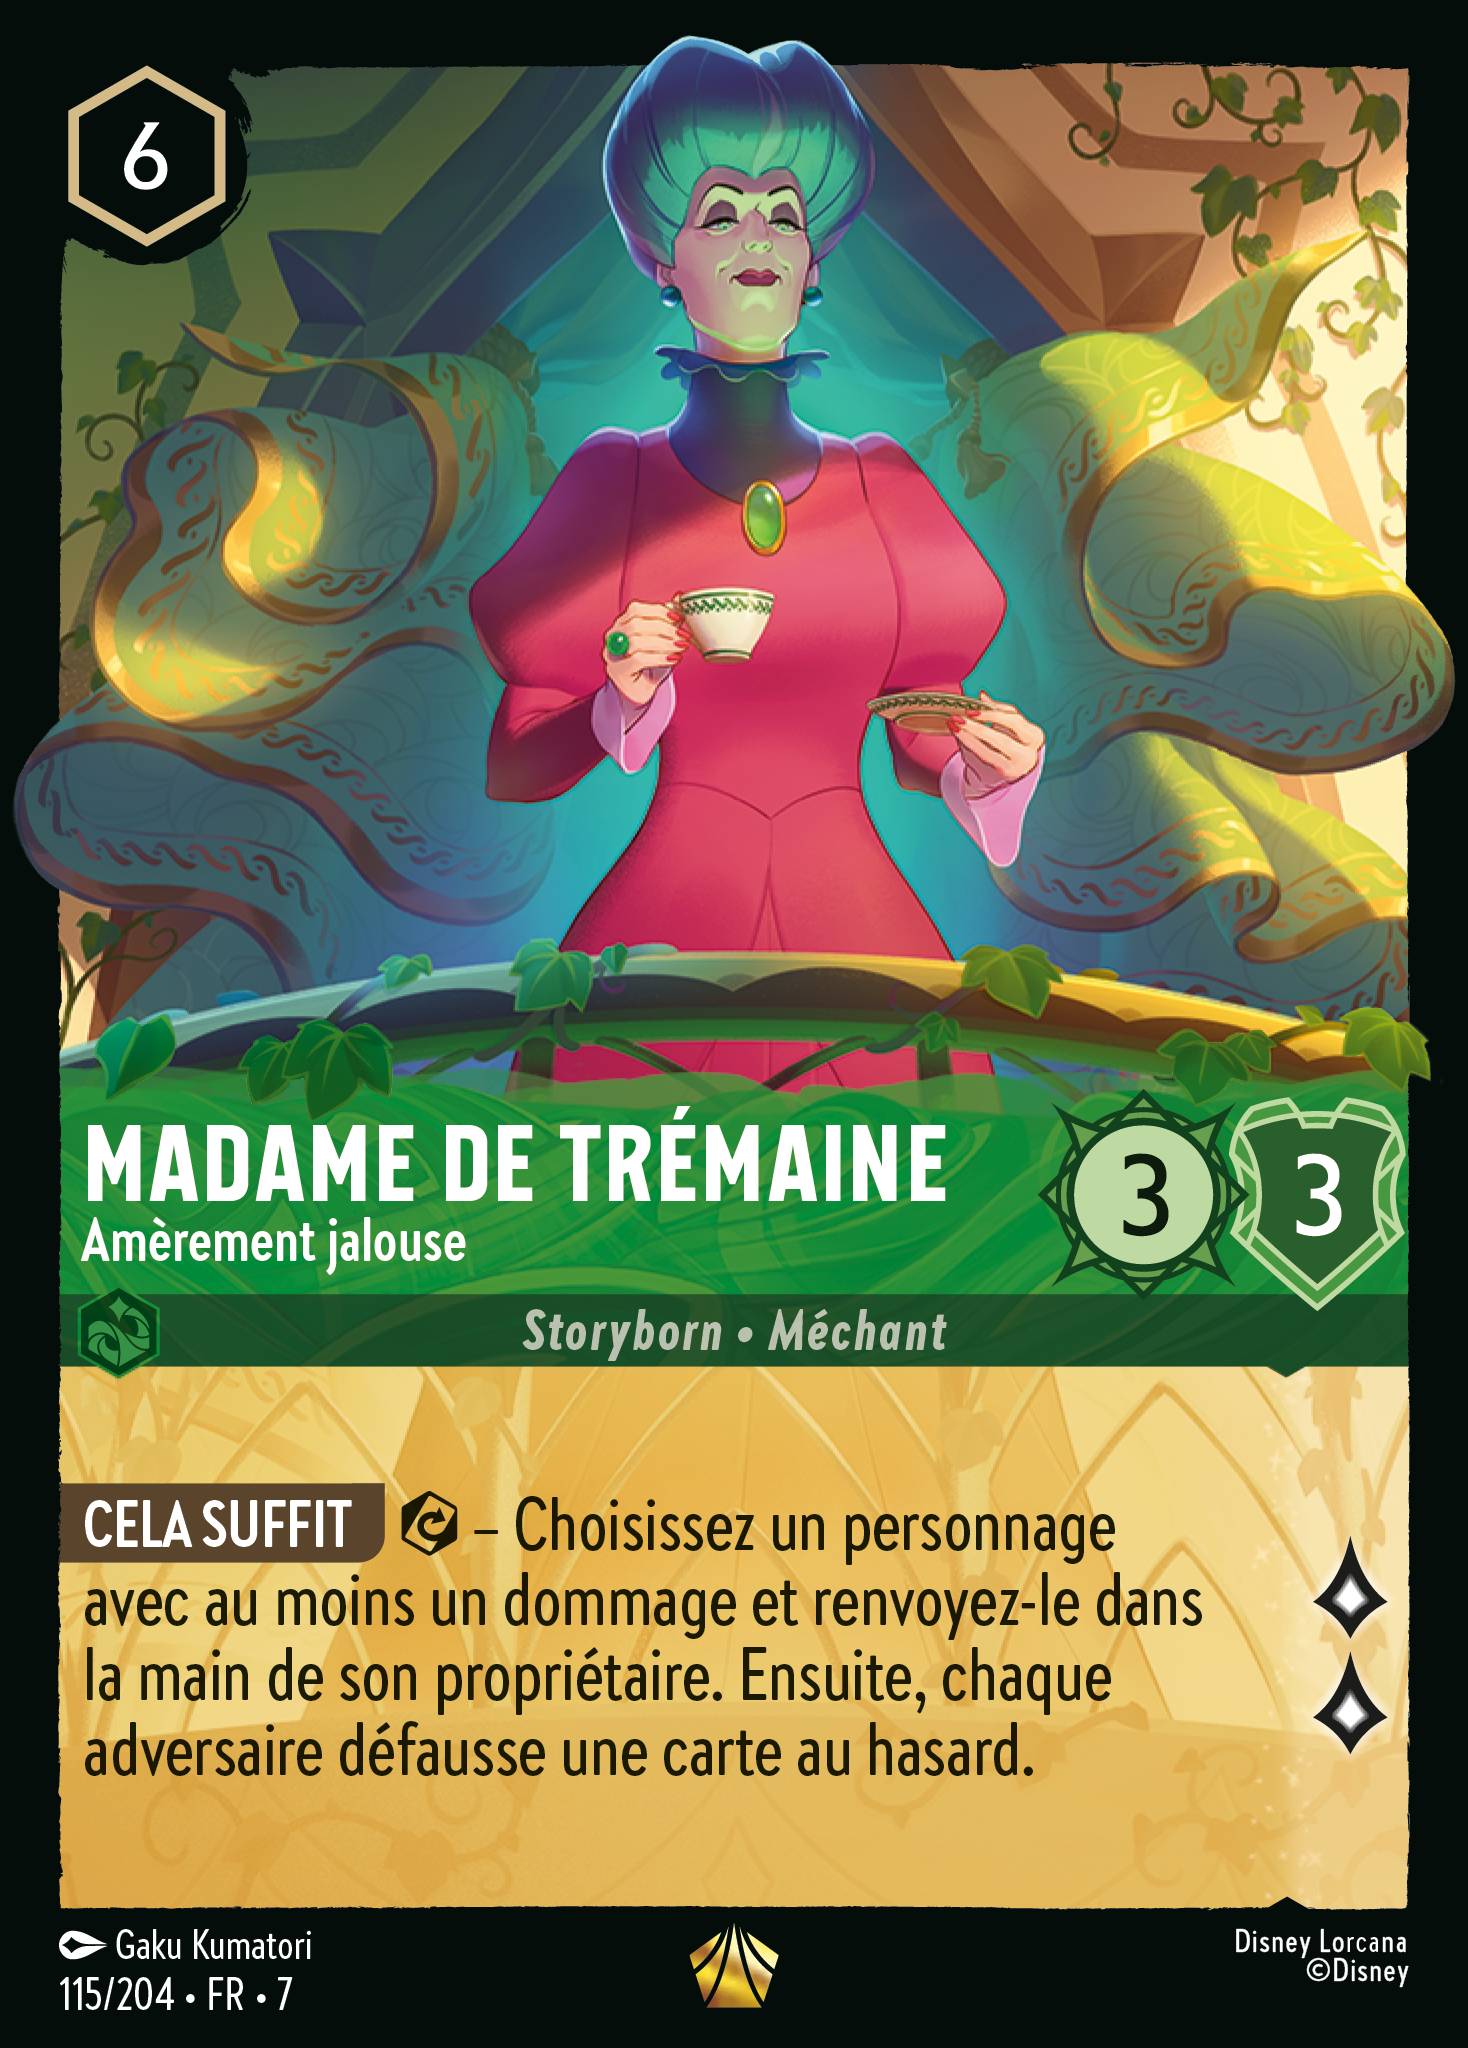 6
MADAME DE TRÉMAINE
Amèrement jalouse
3
3
Storyborn • Méchant
CELA SUFFIT – Choisissez un personnage
avec au moins un dommage et renvoyez-le dans
la main de son propriétaire. Ensuite, chaque
adversaire défausse une carte au hasard.
Gaku Kumatori
115/204 • FR • 7
Disney Lorcana
©Disney